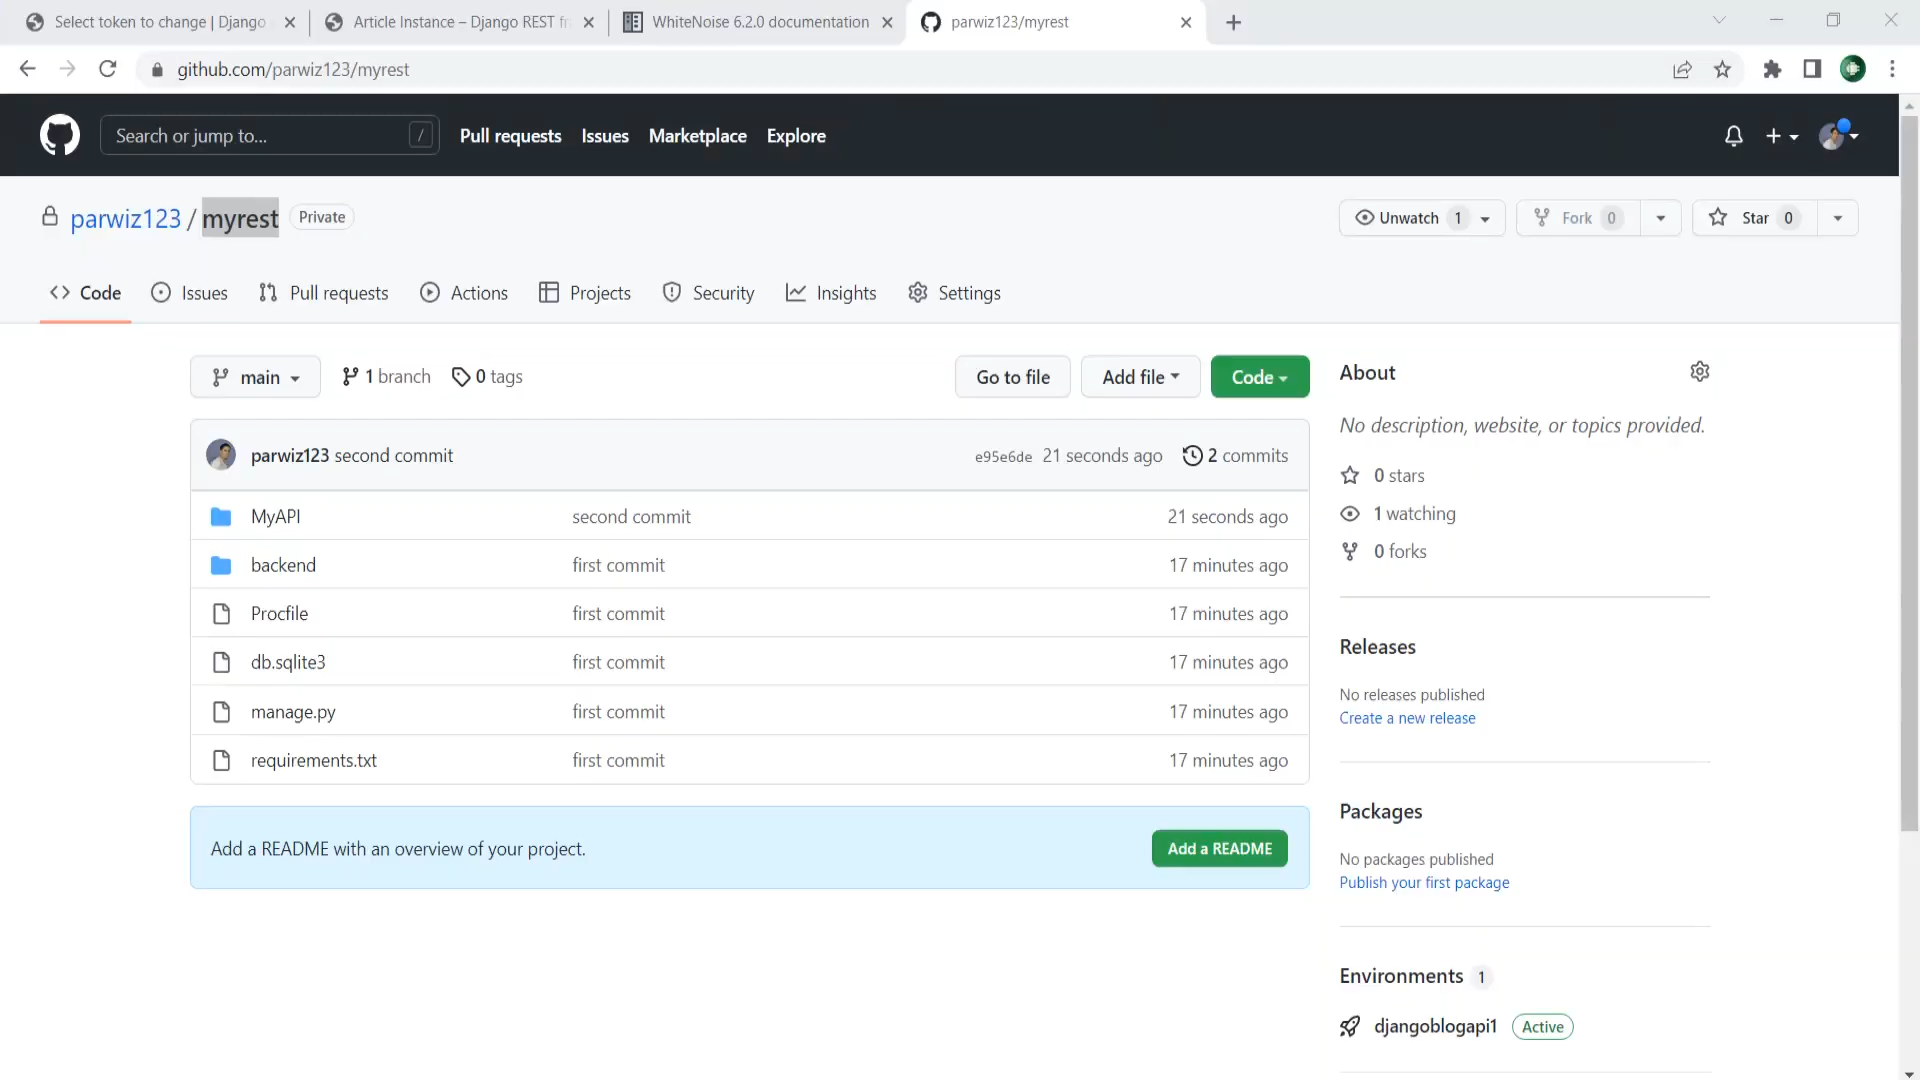 Select token to change | Django
Article Instance – Django REST fr
WhiteNoise 6.2.0 documentation
parwiz123/myrest
github.com/parwiz123/myrest
Search or jump to...
/
Pull requests
Issues
Marketplace
Explore
parwiz123 / myrest
Private
Unwatch 1
Fork 0
Star 0
Code
Issues
Pull requests
Actions
Projects
Security
Insights
Settings
main
1 branch
0 tags
Go to file
Add file
Code
parwiz123 second commit
e95e6de 21 seconds ago
2 commits
MyAPI second commit 21 seconds ago
backend first commit 17 minutes ago
Procfile first commit 17 minutes ago
db.sqlite3 first commit 17 minutes ago
manage.py first commit 17 minutes ago
requirements.txt first commit 17 minutes ago
Add a README with an overview of your project.
Add a README
About
No description, website, or topics provided.
0 stars
1 watching
0 forks
Releases
No releases published
Create a new release
Packages
No packages published
Publish your first package
Environments 1
djangoblogapi1 Active